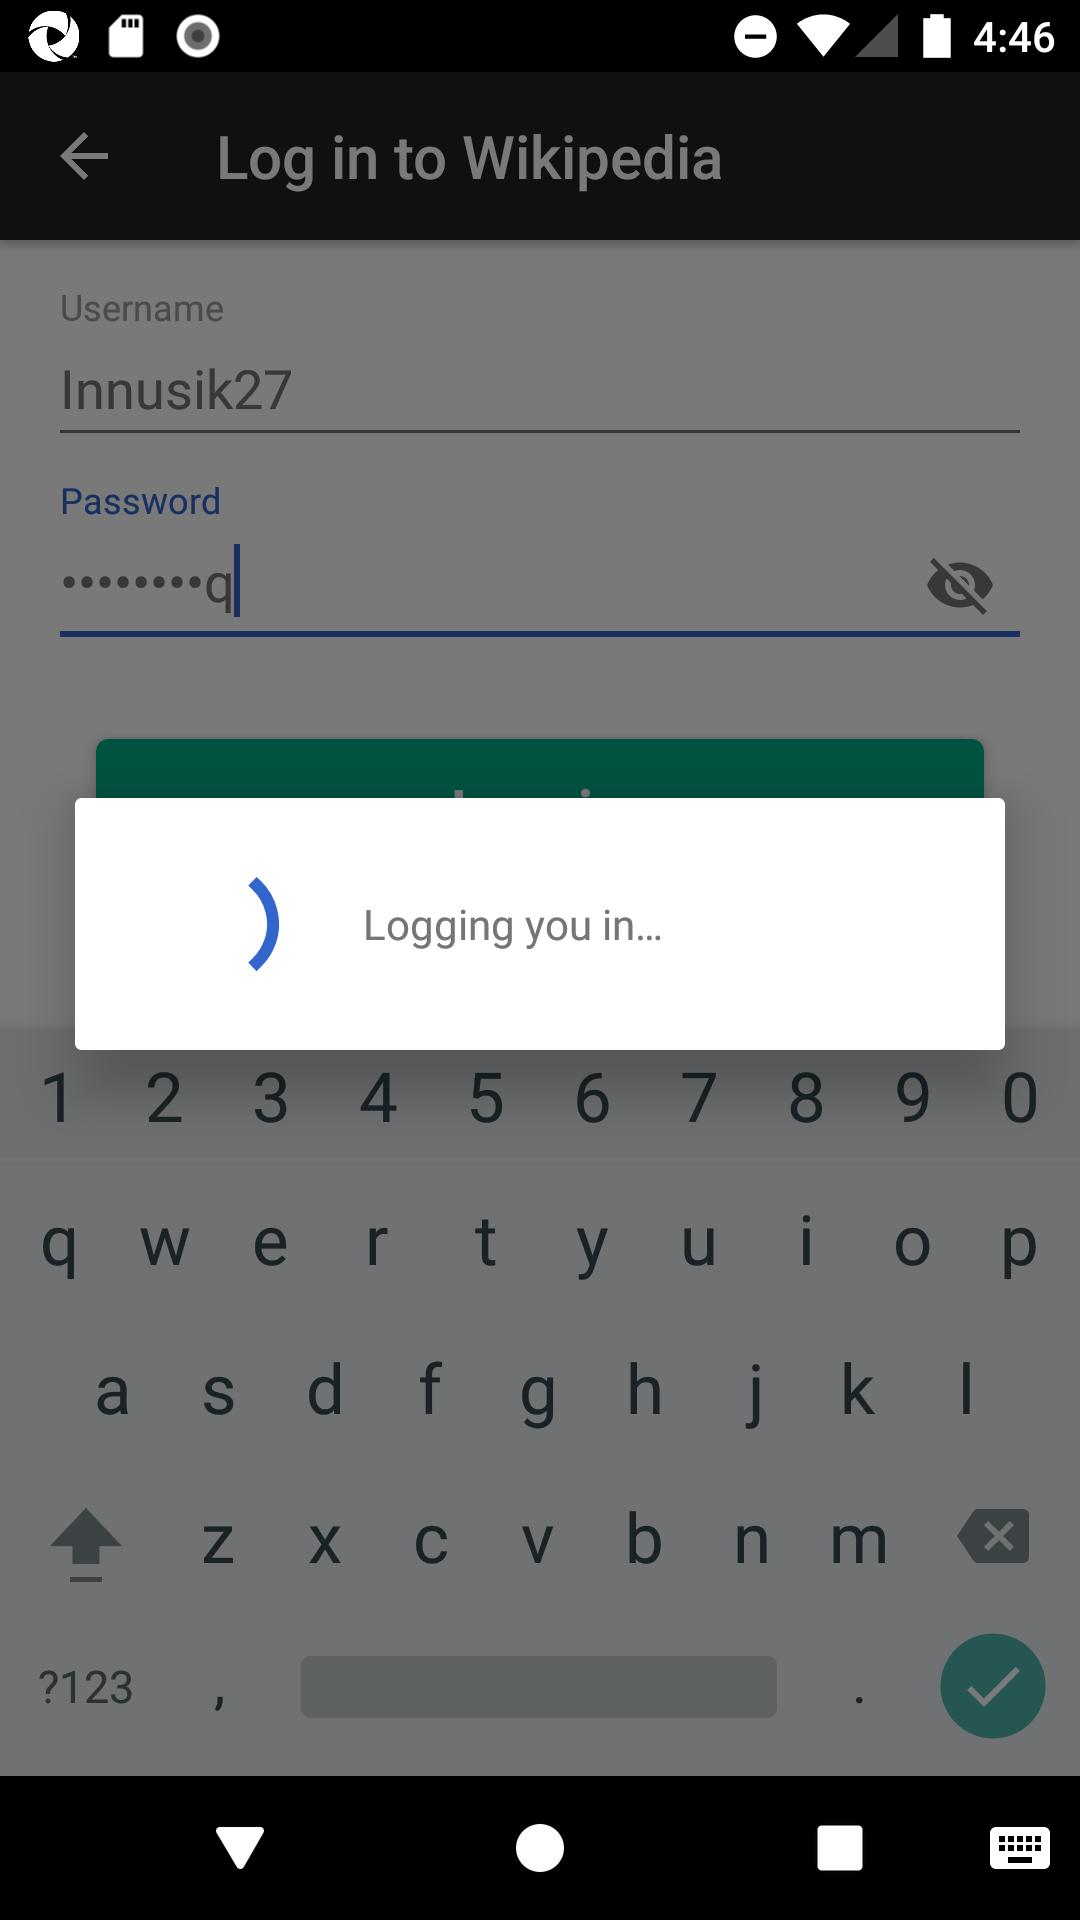 4:46
Log in to Wikipedia
Username
Innusik27
Password
••••••••q
Logging you in...
1 2 3 4 5 6 7 8 9 0
q w e r t y u i o p
a s d f g h j k l
z x c v b n m
?123 , .